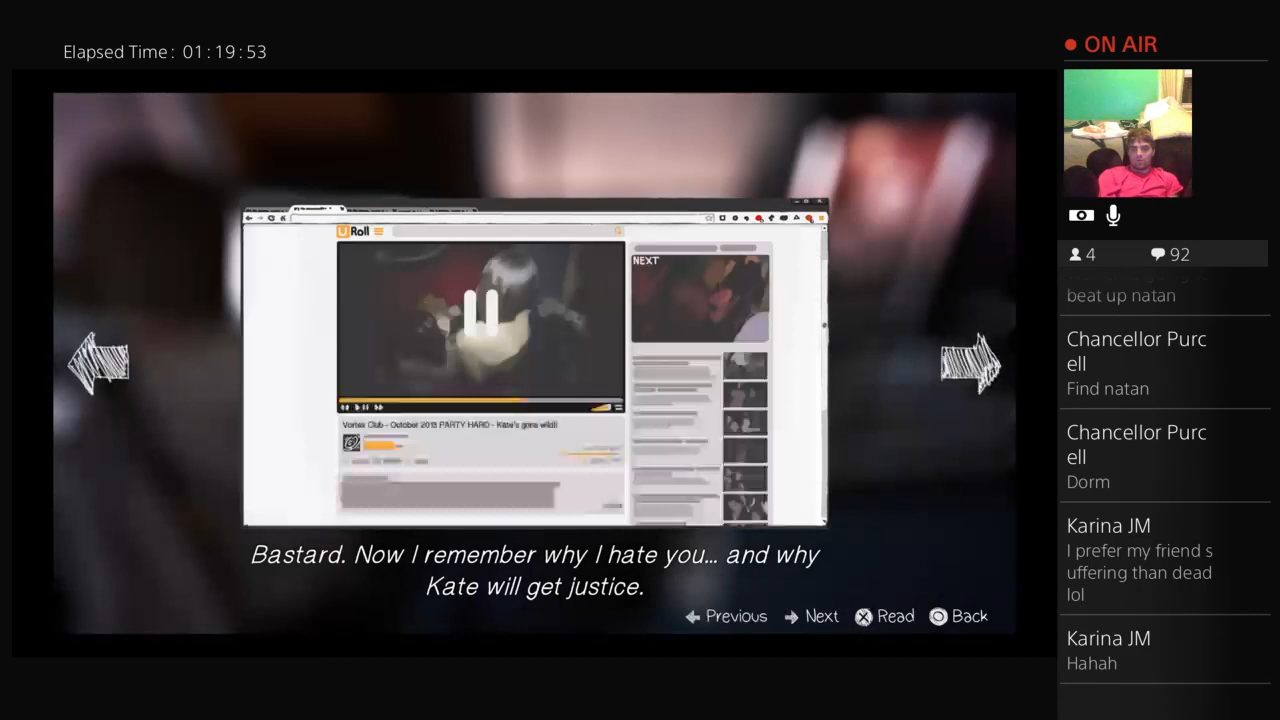 Elapsed Time: 01:19:53
ON AIR
4
92
beat up natan
Chancellor Purc
ell
Find natan
Chancellor Purc
ell
Dorm
Karina JM
I prefer my friend s
uffering than dead
lol
Karina JM
Hahah
U Roll
NEXT
Vortex Club - October 2013 PARTY HARD - Kate's gone wild!
Bastard. Now I remember why I hate you... and why
Kate will get justice.
Previous
Next
Read
Back